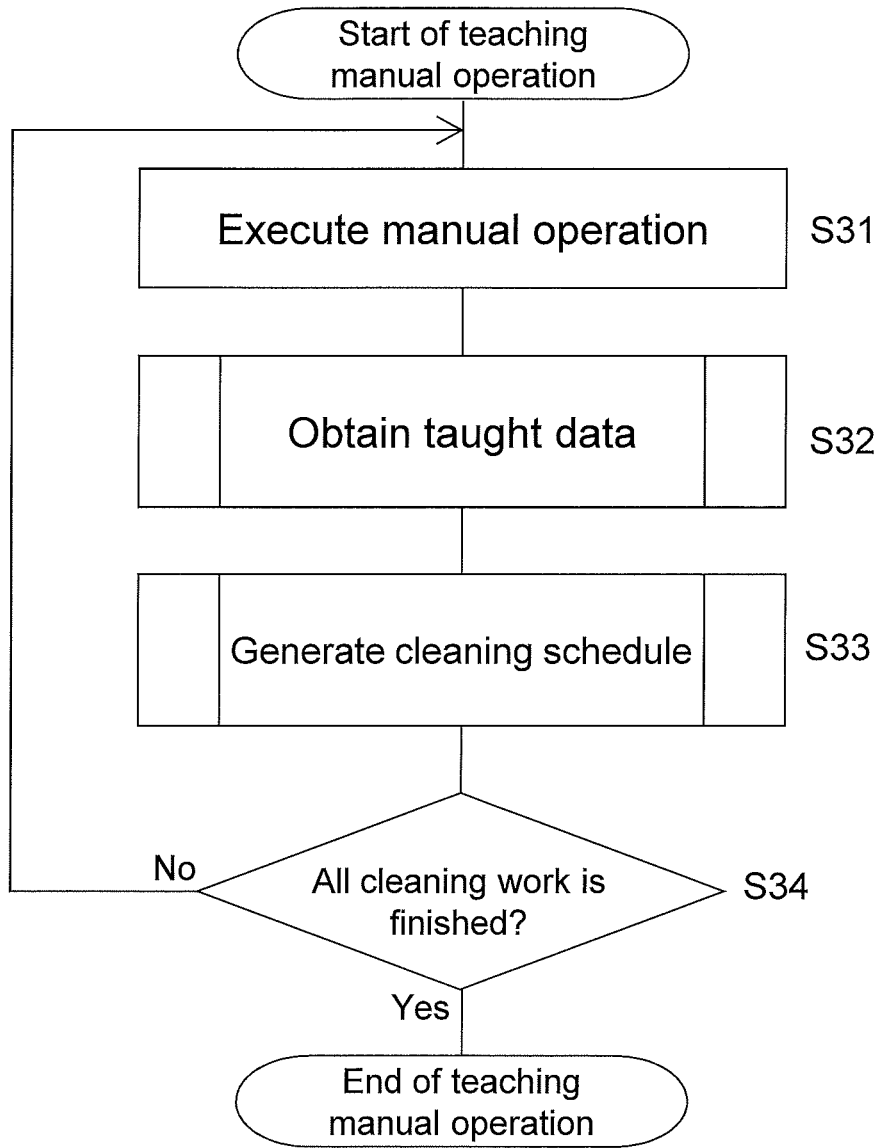 Start of teaching
manual operation
Execute manual operation
S31
Obtain taught data
S32
Generate cleaning schedule
S33
No
All cleaning work is
finished?
S34
Yes
End of teaching
manual operation